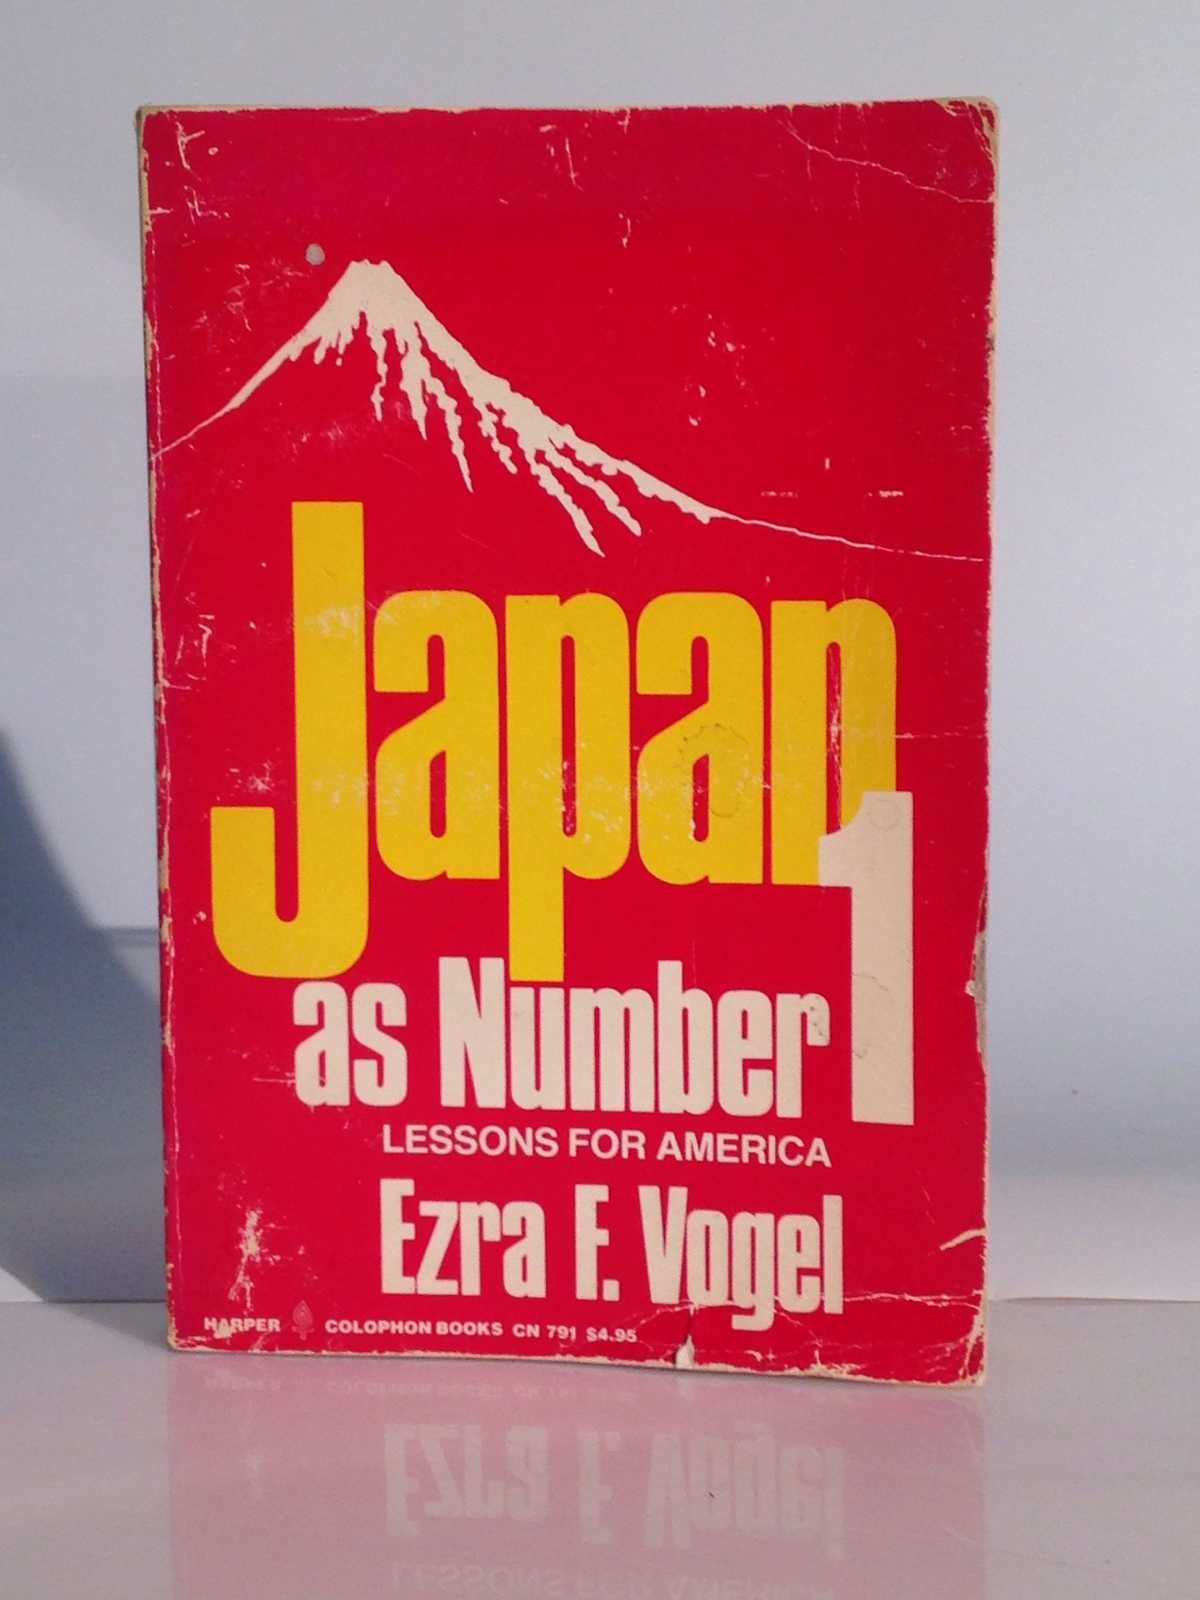 Japan
as Number 1
LESSONS FOR AMERICA
Ezra F. Vogel
HARPER COLOPHON BOOKS CN 791 $4.95